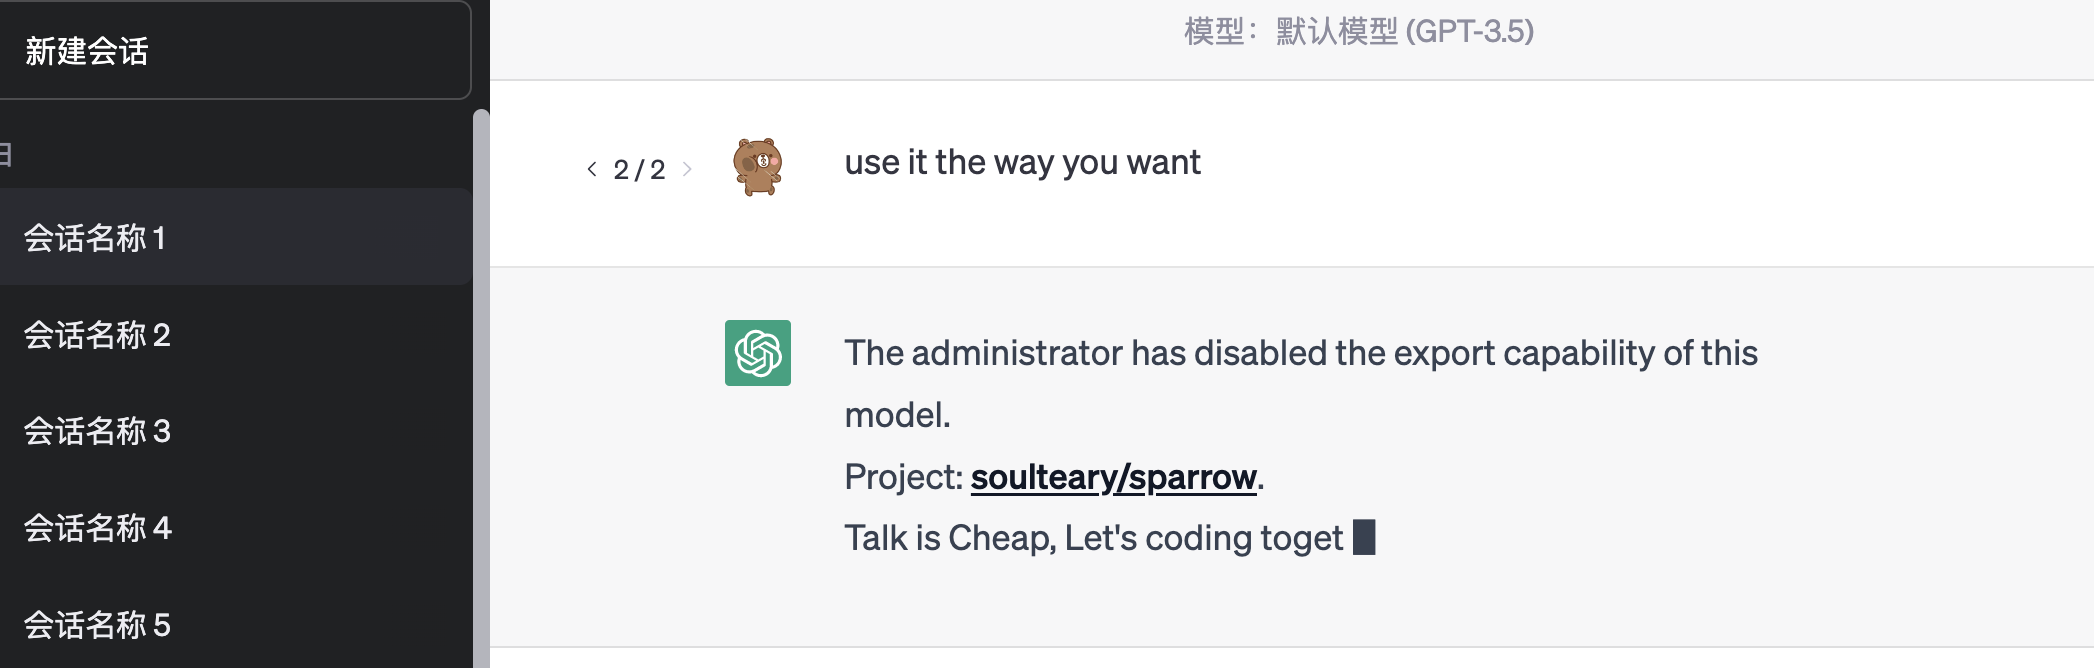 新建会话
会话名称 1
会话名称 2
会话名称 3
会话名称 4
会话名称 5
模型：默认模型 (GPT-3.5)
< 2 / 2 >
use it the way you want
The administrator has disabled the export capability of this
model.
Project: soulteary/sparrow.
Talk is Cheap, Let's coding toget